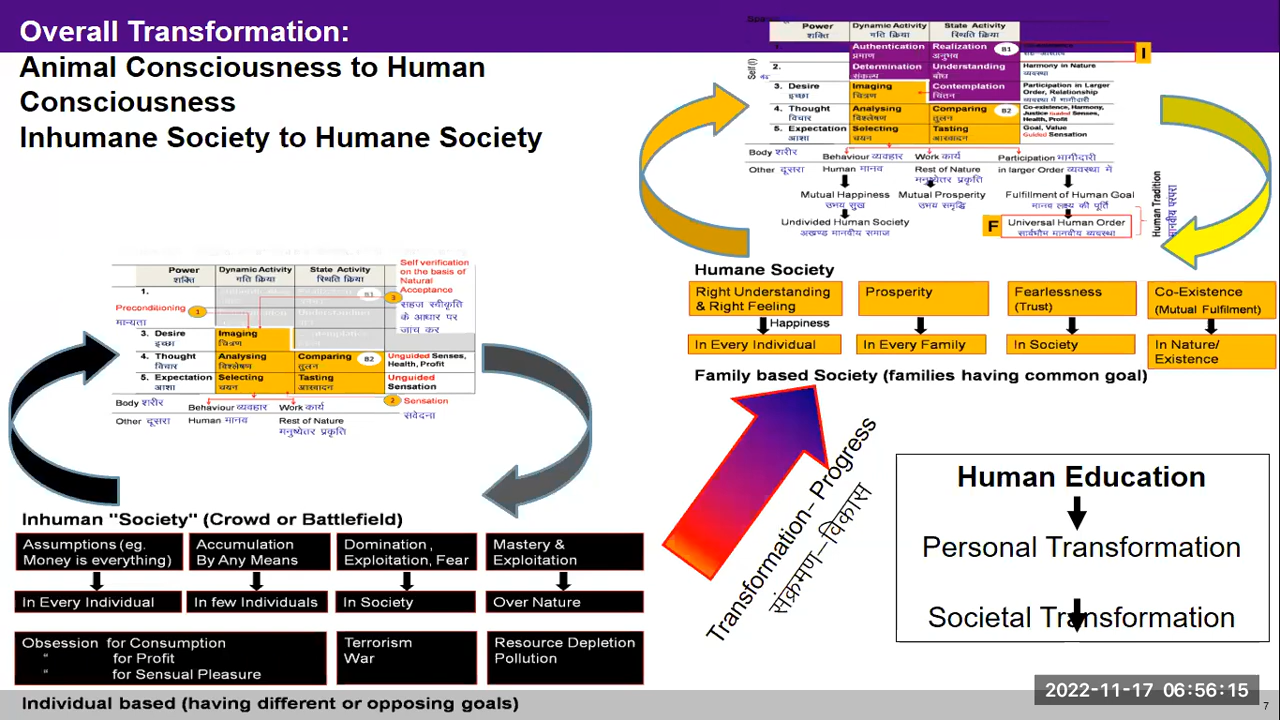 Overall Transformation:
Animal Consciousness to Human
Consciousness
Inhumane Society to Humane Society
Power Dynamic Activity State Activity
शक्ति गति क्रिया स्थिति क्रिया
Self (I)
1. Authentication Realization B1 I
प्रमाण अनुभव
2. Determination Understanding Harmony in Nature
संकल्प बोध व्यवस्था
3. Desire Imaging Contemplation Participation in Larger
Order, Relationship
इच्छा चित्रण चिंतन व्यवस्था में भागीदारी
4. Thought Analysing Comparing B2 Co-existence, Harmony,
विचार विश्लेषण तुलन Justice Guided Senses,
Health, Profit
5. Expectation Selecting Tasting Goal, Value
आशा चयन आस्वादन Guided Sensation
Body शरीर Behaviour व्यवहार Work कार्य Participation भागीदारी
Other दूसरा Human मानव Rest of Nature in larger Order व्यवस्था में
मनुष्येतर प्रकृति
Mutual Happiness Mutual Prosperity Fulfillment of Human Goal
उभय सुख उभय समृद्धि मानव लक्ष्य की पूर्ति
Undivided Human Society F Universal Human Order
अखण्ड मानवीय समाज सार्वभौम मानवीय व्यवस्था
Human Tradition
मानवीय परंपरा
Humane Society
Right Understanding Prosperity Fearlessness Co-Existence
& Right Feeling (Trust) (Mutual Fulfilment)
Happiness
In Every Individual In Every Family In Society In Nature/
Existence
Family based Society (families having common goal)
Self verification
on the basis of
Natural
Acceptance
सहज स्वीकृति
के आधार पर
जांच कर
Power Dynamic Activity State Activity
शक्ति गति क्रिया स्थिति क्रिया
1. B1 3
Preconditioning 1
मान्यता
3. Desire Imaging
इच्छा चित्रण
4. Thought Analysing Comparing B2 Unguided Senses,
विचार विश्लेषण तुलन Health, Profit
5. Expectation Selecting Tasting Unguided
आशा चयन आस्वादन Sensation
Body शरीर Behaviour व्यवहार Work कार्य 2 Sensation
संवेदना
Other दूसरा Human मानव Rest of Nature
मनुष्येतर प्रकृति
Inhuman "Society" (Crowd or Battlefield)
Assumptions (eg. Accumulation Domination, Mastery &
Money is everything) By Any Means Exploitation, Fear Exploitation
In Every Individual In few Individuals In Society Over Nature
Obsession for Consumption Terrorism Resource Depletion
“ for Profit War Pollution
“ for Sensual Pleasure
Individual based (having different or opposing goals)
Transformation- Progress
संक्रमण–विकास
Human Education
Personal Transformation
Societal Transformation
2022-11-17 06:56:15
7